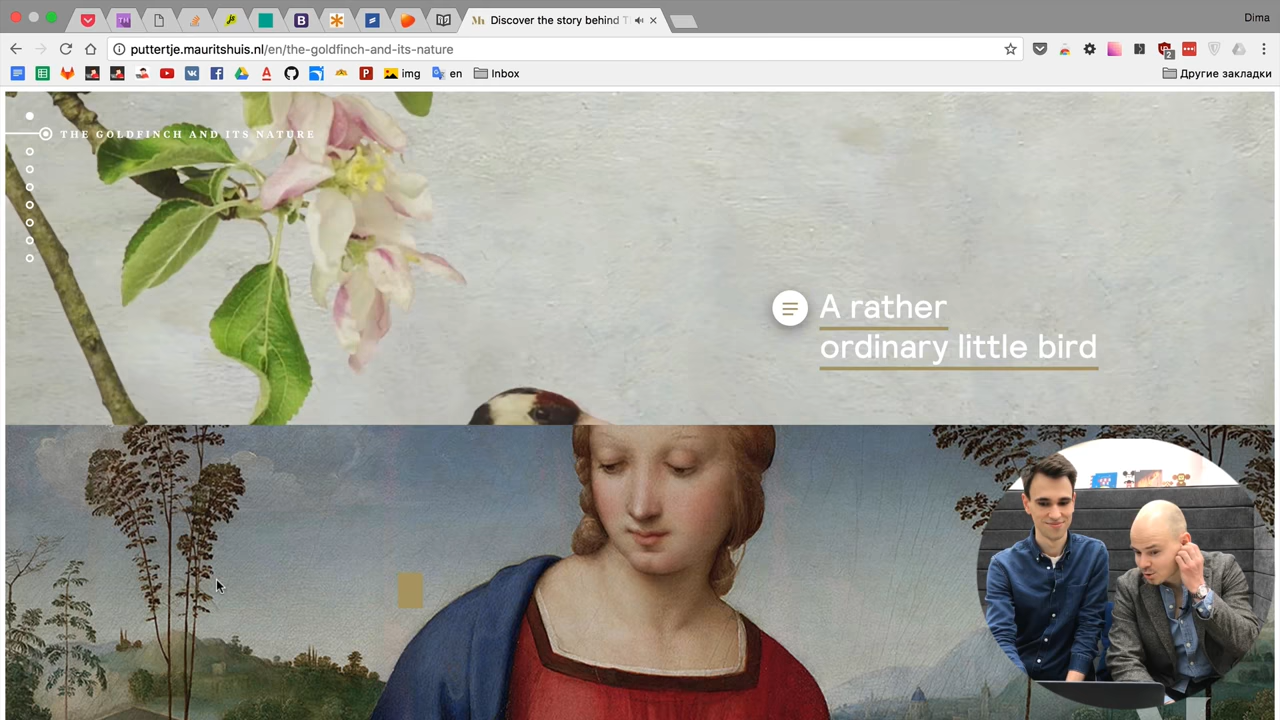 Discover the story behind T
Dima
puttertje.mauritshuis.nl/en/the-goldfinch-and-its-nature
img
en
Inbox
Другие закладки
THE GOLDFINCH AND ITS NATURE
A rather
ordinary little bird